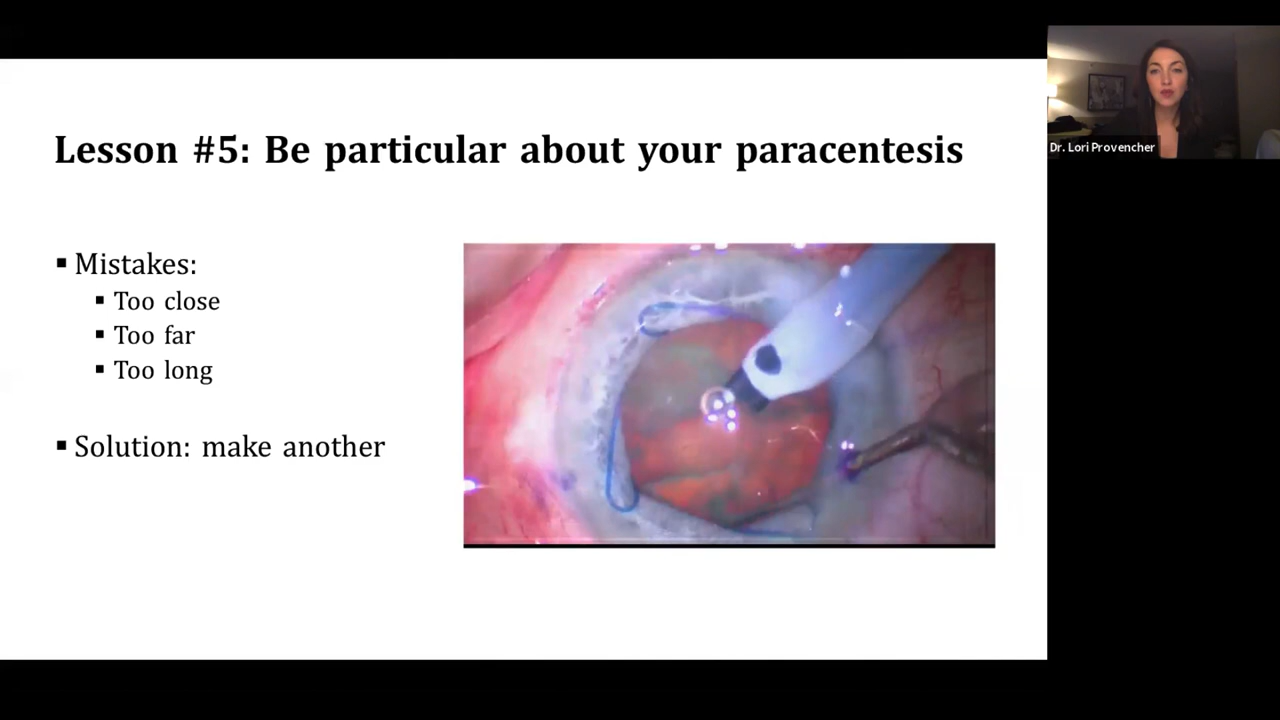 Lesson #5: Be particular about your paracentesis
▪ Mistakes:
▪ Too close
▪ Too far
▪ Too long
▪ Solution: make another
Dr. Lori Provencher